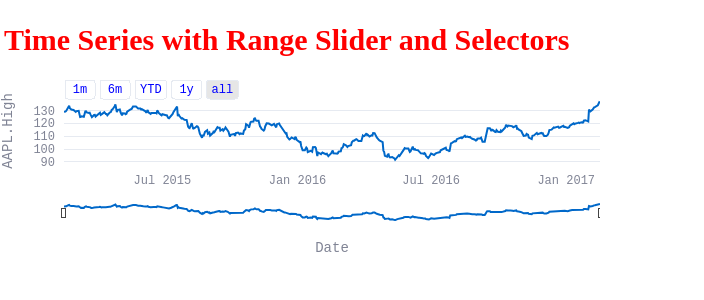 Time Series with Range Slider and Selectors
1m 6m YTD 1y all
AAPL.High
130
120
110
100
90
Jul 2015 Jan 2016 Jul 2016 Jan 2017
Date